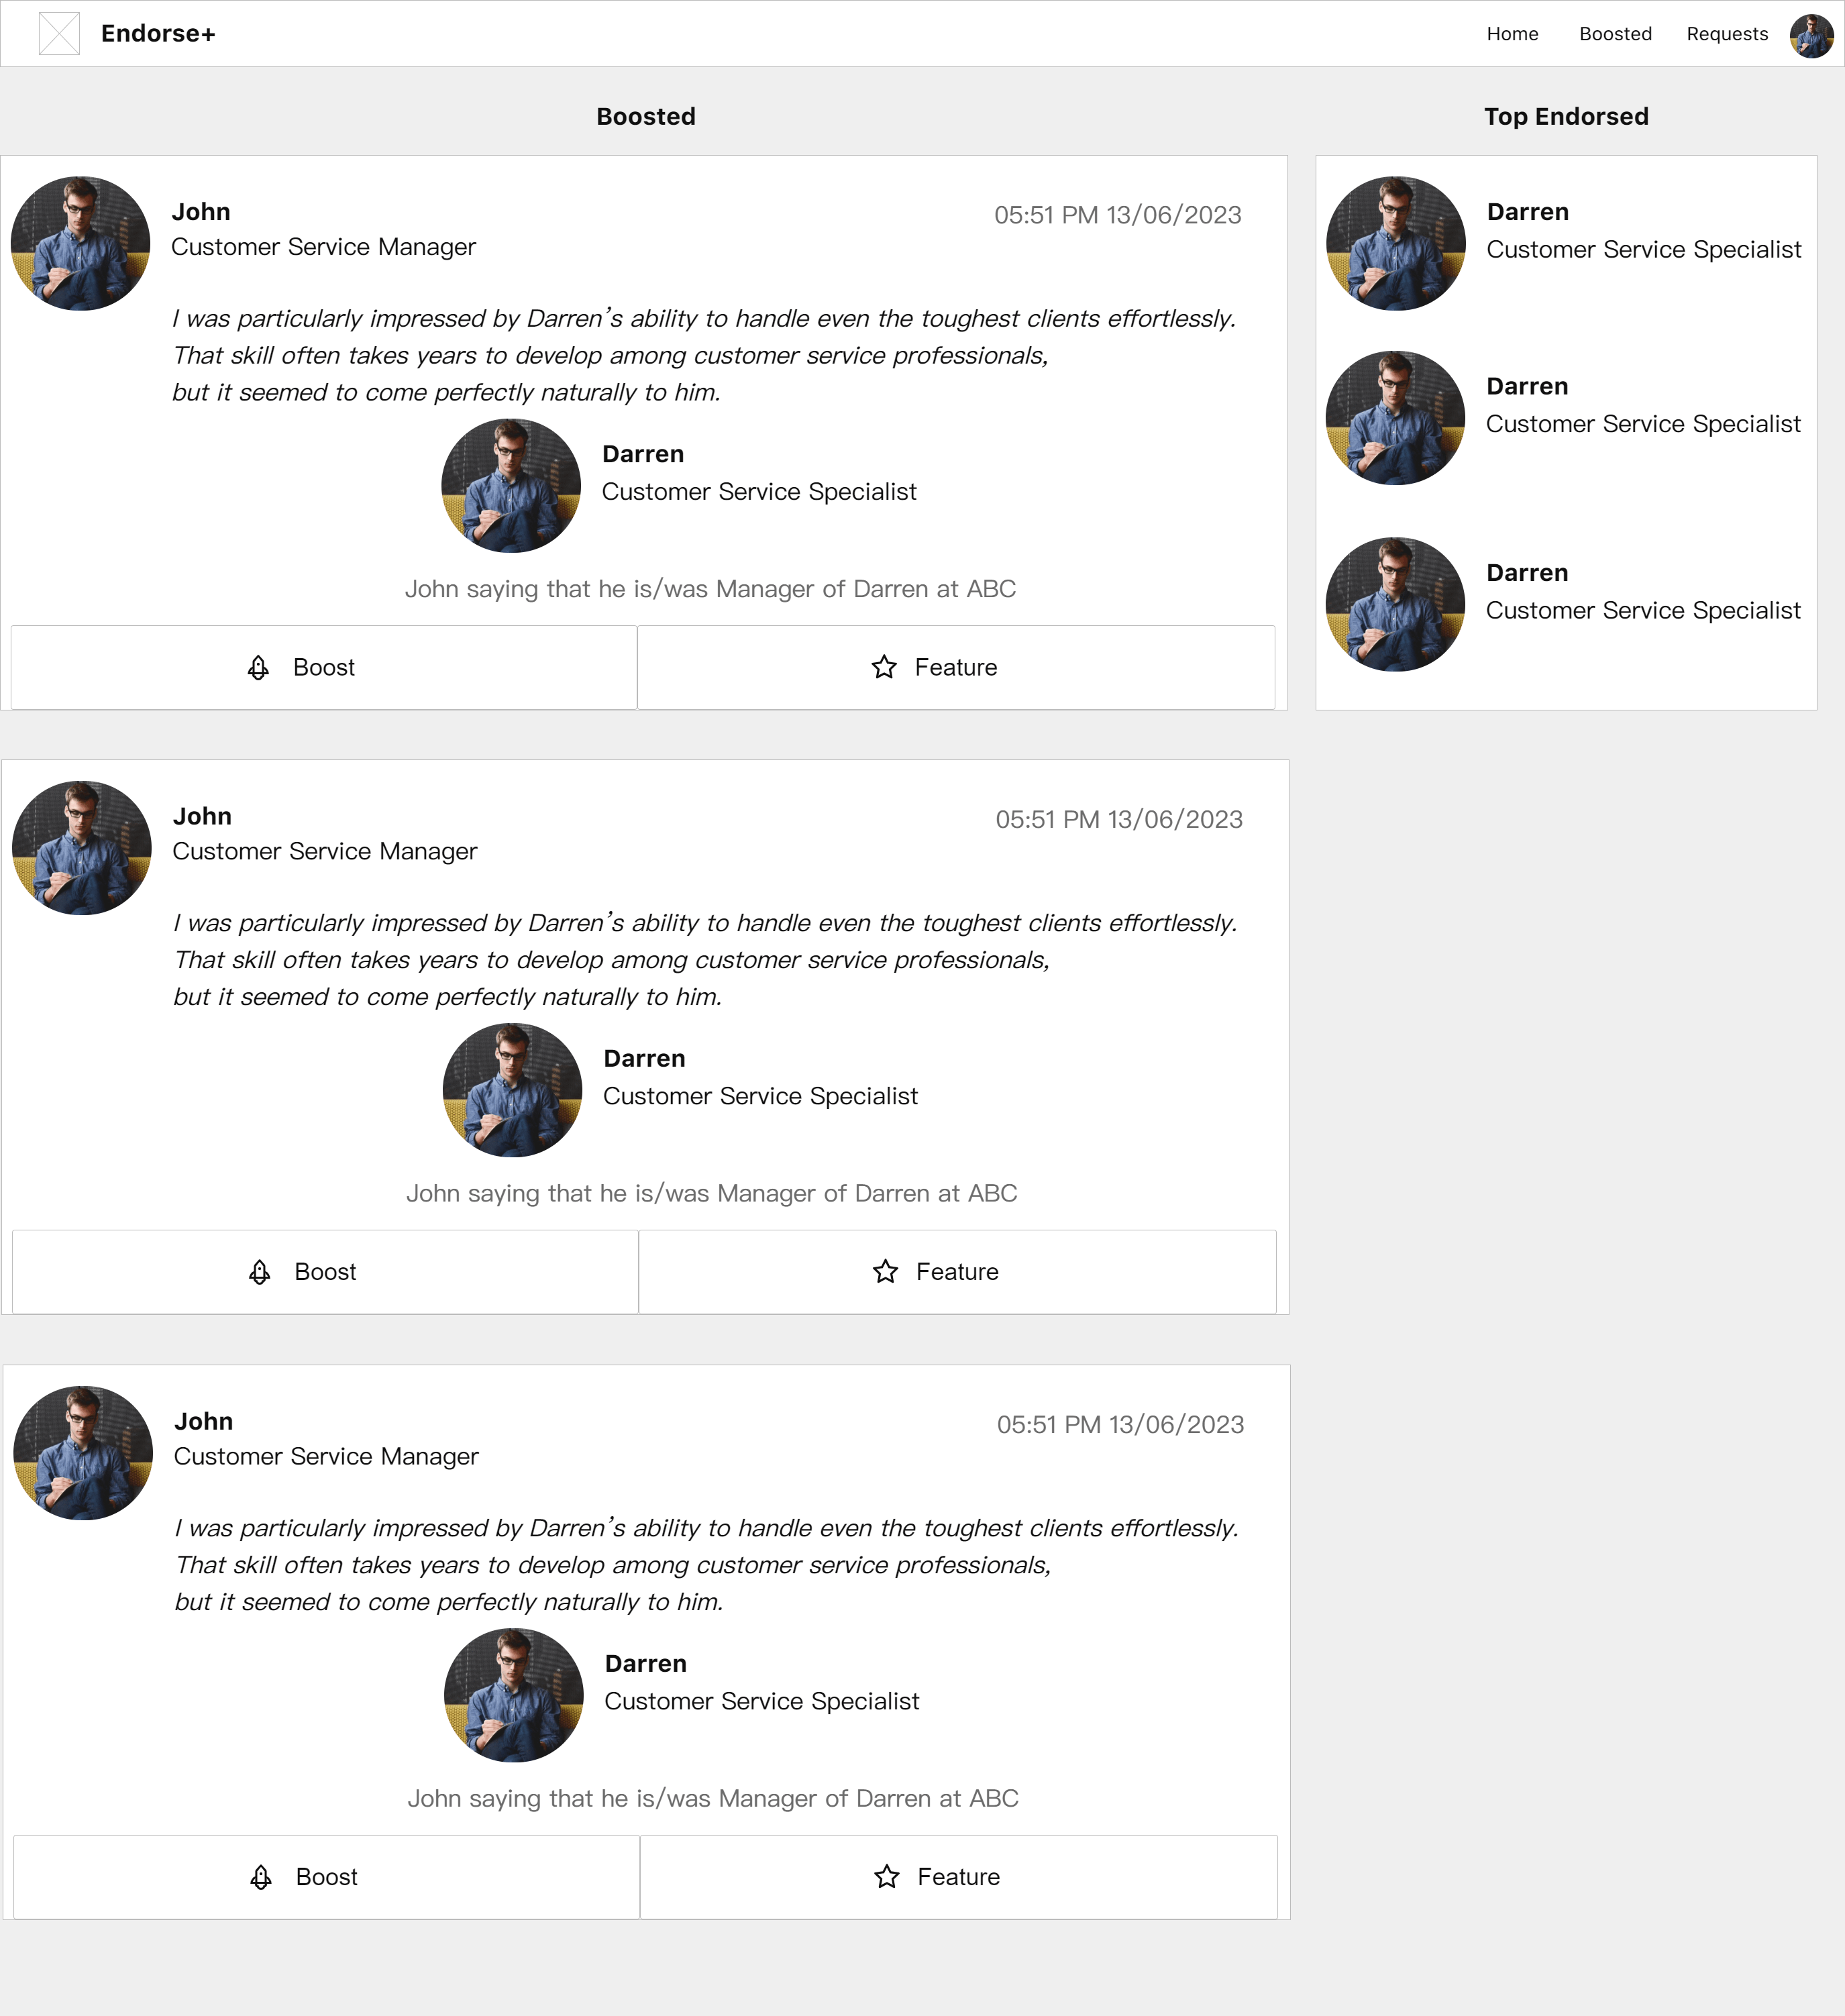 Endorse+
Home
Boosted
Requests
Boosted
Top Endorsed
John
05:51 PM 13/06/2023
Customer Service Manager
I was particularly impressed by Darren’s ability to handle even the toughest clients effortlessly.
That skill often takes years to develop among customer service professionals,
but it seemed to come perfectly naturally to him.
Darren
Customer Service Specialist
John saying that he is/was Manager of Darren at ABC
Boost
Feature
Darren
Customer Service Specialist
Darren
Customer Service Specialist
Darren
Customer Service Specialist
John
05:51 PM 13/06/2023
Customer Service Manager
I was particularly impressed by Darren’s ability to handle even the toughest clients effortlessly.
That skill often takes years to develop among customer service professionals,
but it seemed to come perfectly naturally to him.
Darren
Customer Service Specialist
John saying that he is/was Manager of Darren at ABC
Boost
Feature
John
05:51 PM 13/06/2023
Customer Service Manager
I was particularly impressed by Darren’s ability to handle even the toughest clients effortlessly.
That skill often takes years to develop among customer service professionals,
but it seemed to come perfectly naturally to him.
Darren
Customer Service Specialist
John saying that he is/was Manager of Darren at ABC
Boost
Feature